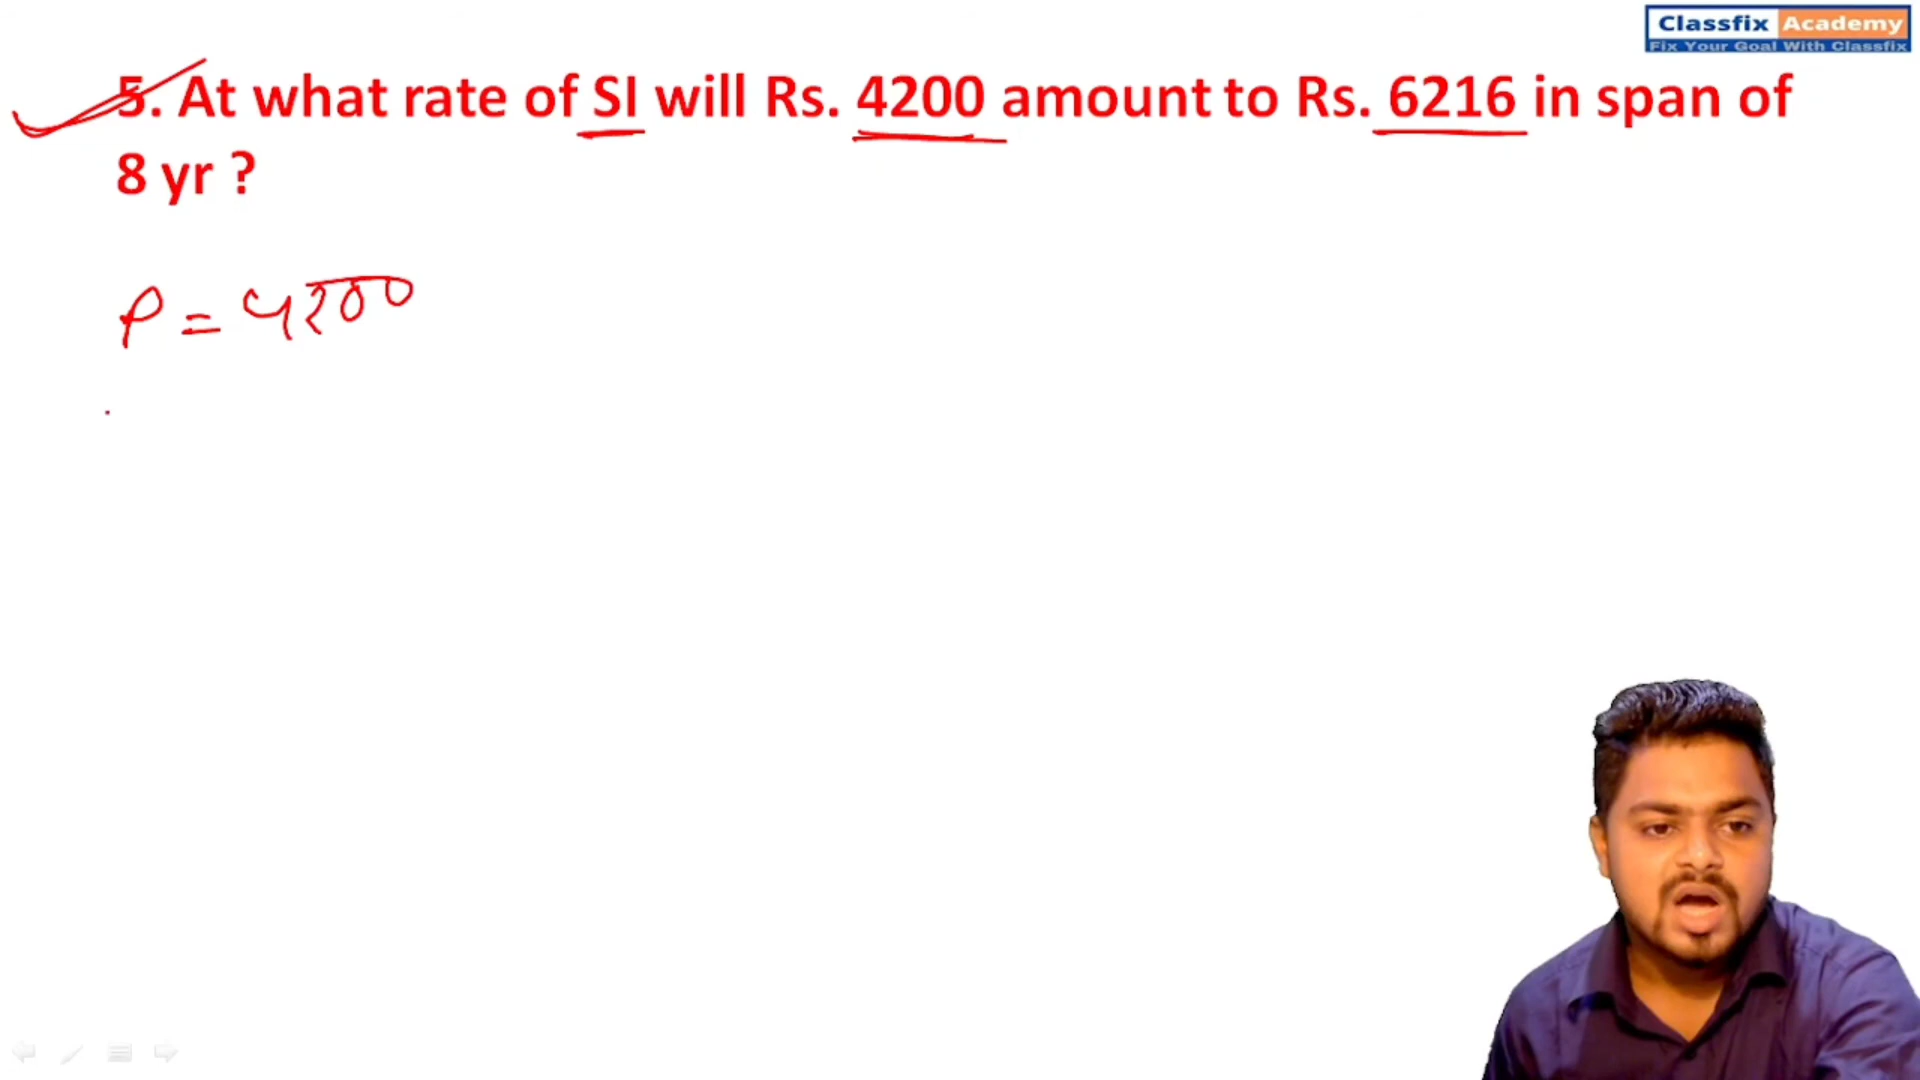 Classfix Academy
Fix Your Goal With Classfix
5. At what rate of SI will Rs. 4200 amount to Rs. 6216 in span of
8 yr ?
P = 4200